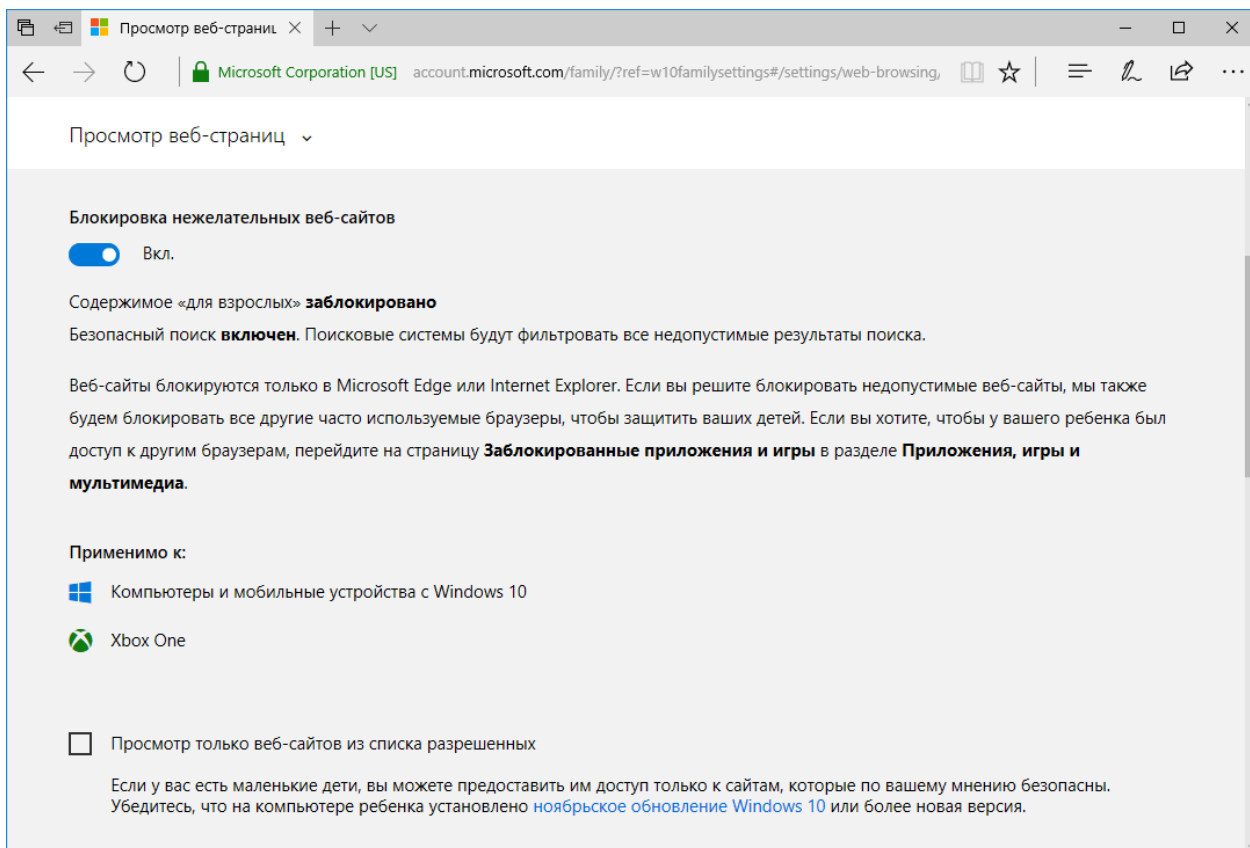 Просмотр веб-страниц
Microsoft Corporation [US] account.microsoft.com/family/?ref=w10familysettings#/settings/web-browsing,
Просмотр веб-страниц
Блокировка нежелательных веб-сайтов
Вкл.
Содержимое «для взрослых» заблокировано
Безопасный поиск включен. Поисковые системы будут фильтровать все недопустимые результаты поиска.
Веб-сайты блокируются только в Microsoft Edge или Internet Explorer. Если вы решите блокировать недопустимые веб-сайты, мы также
будем блокировать все другие часто используемые браузеры, чтобы защитить ваших детей. Если вы хотите, чтобы у вашего ребенка был
доступ к другим браузерам, перейдите на страницу Заблокированные приложения и игры в разделе Приложения, игры и
мультимедиа.
Применимо к:
Компьютеры и мобильные устройства с Windows 10
Xbox One
Просмотр только веб-сайтов из списка разрешенных
Если у вас есть маленькие дети, вы можете предоставить им доступ только к сайтам, которые по вашему мнению безопасны.
Убедитесь, что на компьютере ребенка установлено ноябрьское обновление Windows 10 или более новая версия.